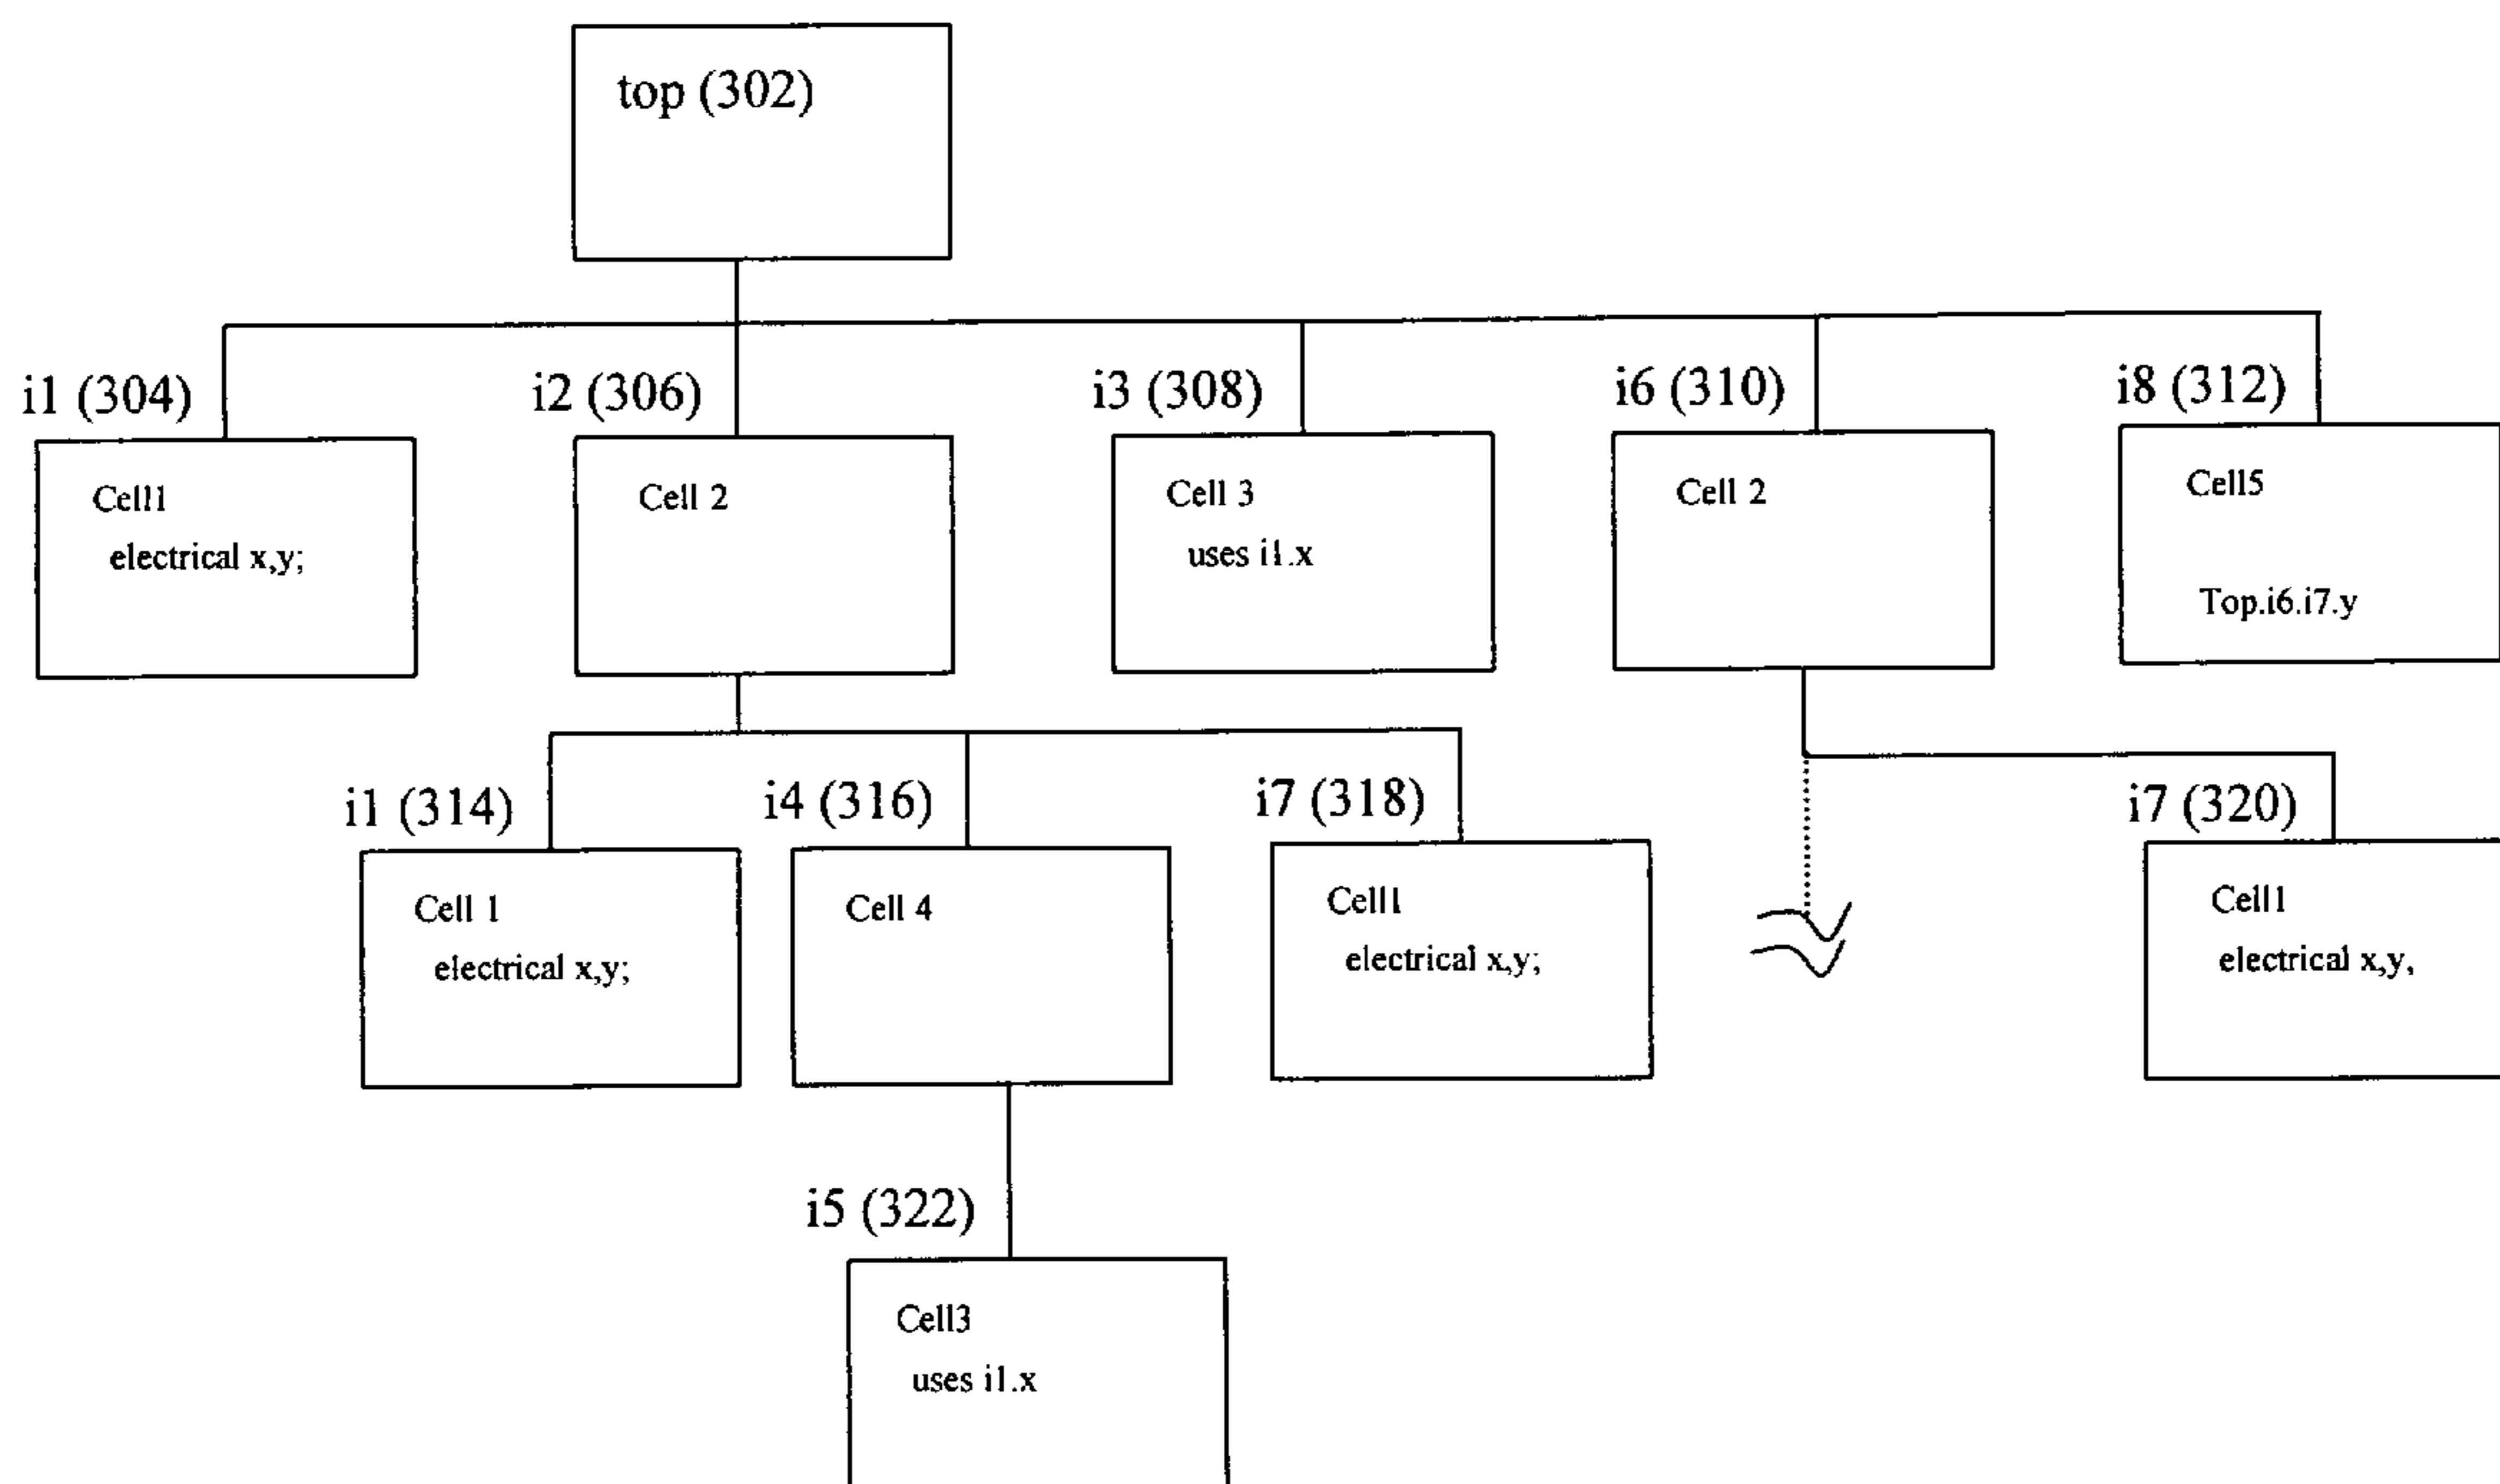 top (302)
i1 (304)
i2 (306)
i3 (308)
i6 (310)
i8 (312)
Cell1
electrical x,y;
Cell 2
Cell 3
uses i1.x
Cell 2
Cell5
Top.i6.i7.y
i1 (314)
i4 (316)
i7 (318)
i7 (320)
Cell 1
electrical x,y;
Cell 4
Cell1
electrical x,y;
Cell1
electrical x,y,
i5 (322)
Cell3
uses i1.x